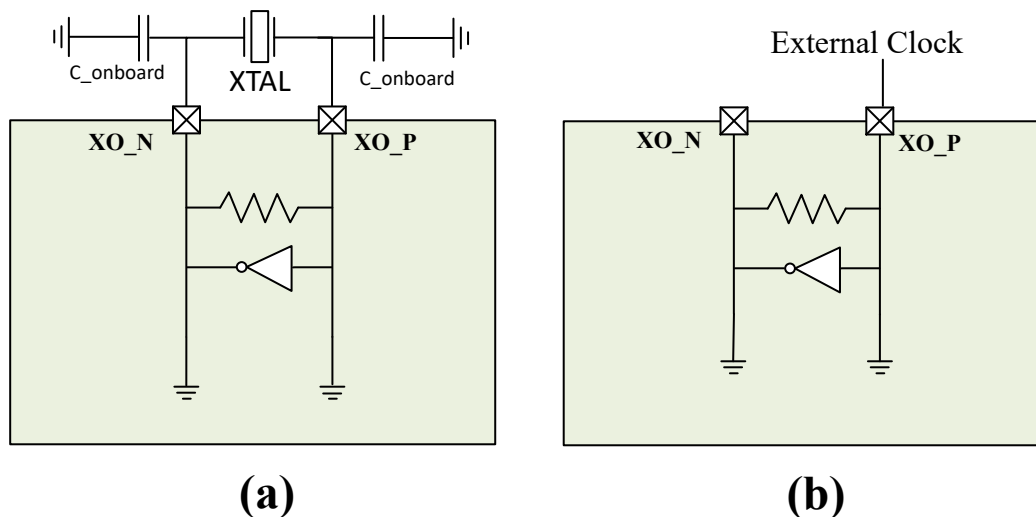 C_onboard
XTAL
C_onboard
XO_N
XO_P
(a)
External Clock
XO_N
XO_P
(b)